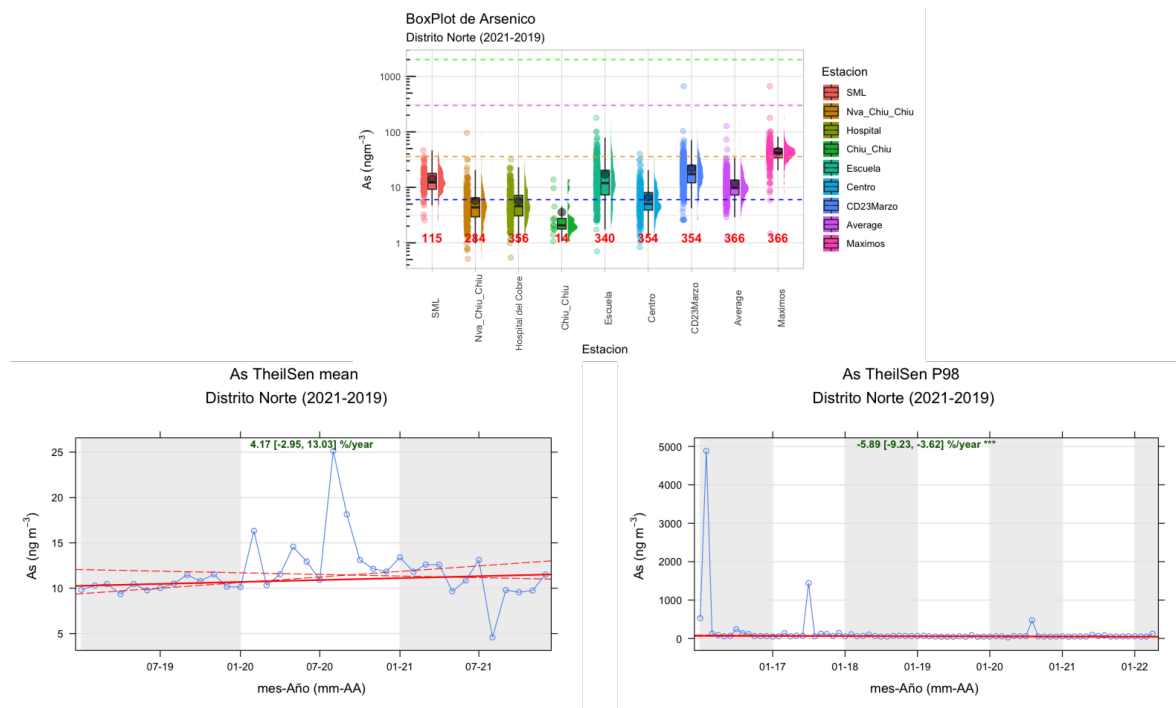 BoxPlot de Arsenico
Distrito Norte (2021-2019)
As (ngm⁻³)
1000
100
10
1
115
284
356
14
340
354
354
366
366
SML
Nva_Chiu_Chiu
Hospital del Cobre
Chiu_Chiu
Escuela
Centro
CD23Marzo
Average
Maximos
Estacion
Estacion
SML
Nva_Chiu_Chiu
Hospital
Chiu_Chiu
Escuela
Centro
CD23Marzo
Average
Maximos
As TheilSen mean
Distrito Norte (2021-2019)
4.17 [-2.95, 13.03] %/year
As (ng m⁻³)
25
20
15
10
5
07-19
01-20
07-20
01-21
07-21
mes-Año (mm-AA)
As TheilSen P98
Distrito Norte (2021-2019)
-5.89 [-9.23, -3.62] %/year ***
As (ng m⁻³)
5000
4000
3000
2000
1000
0
01-17
01-18
01-19
01-20
01-21
01-22
mes-Año (mm-AA)